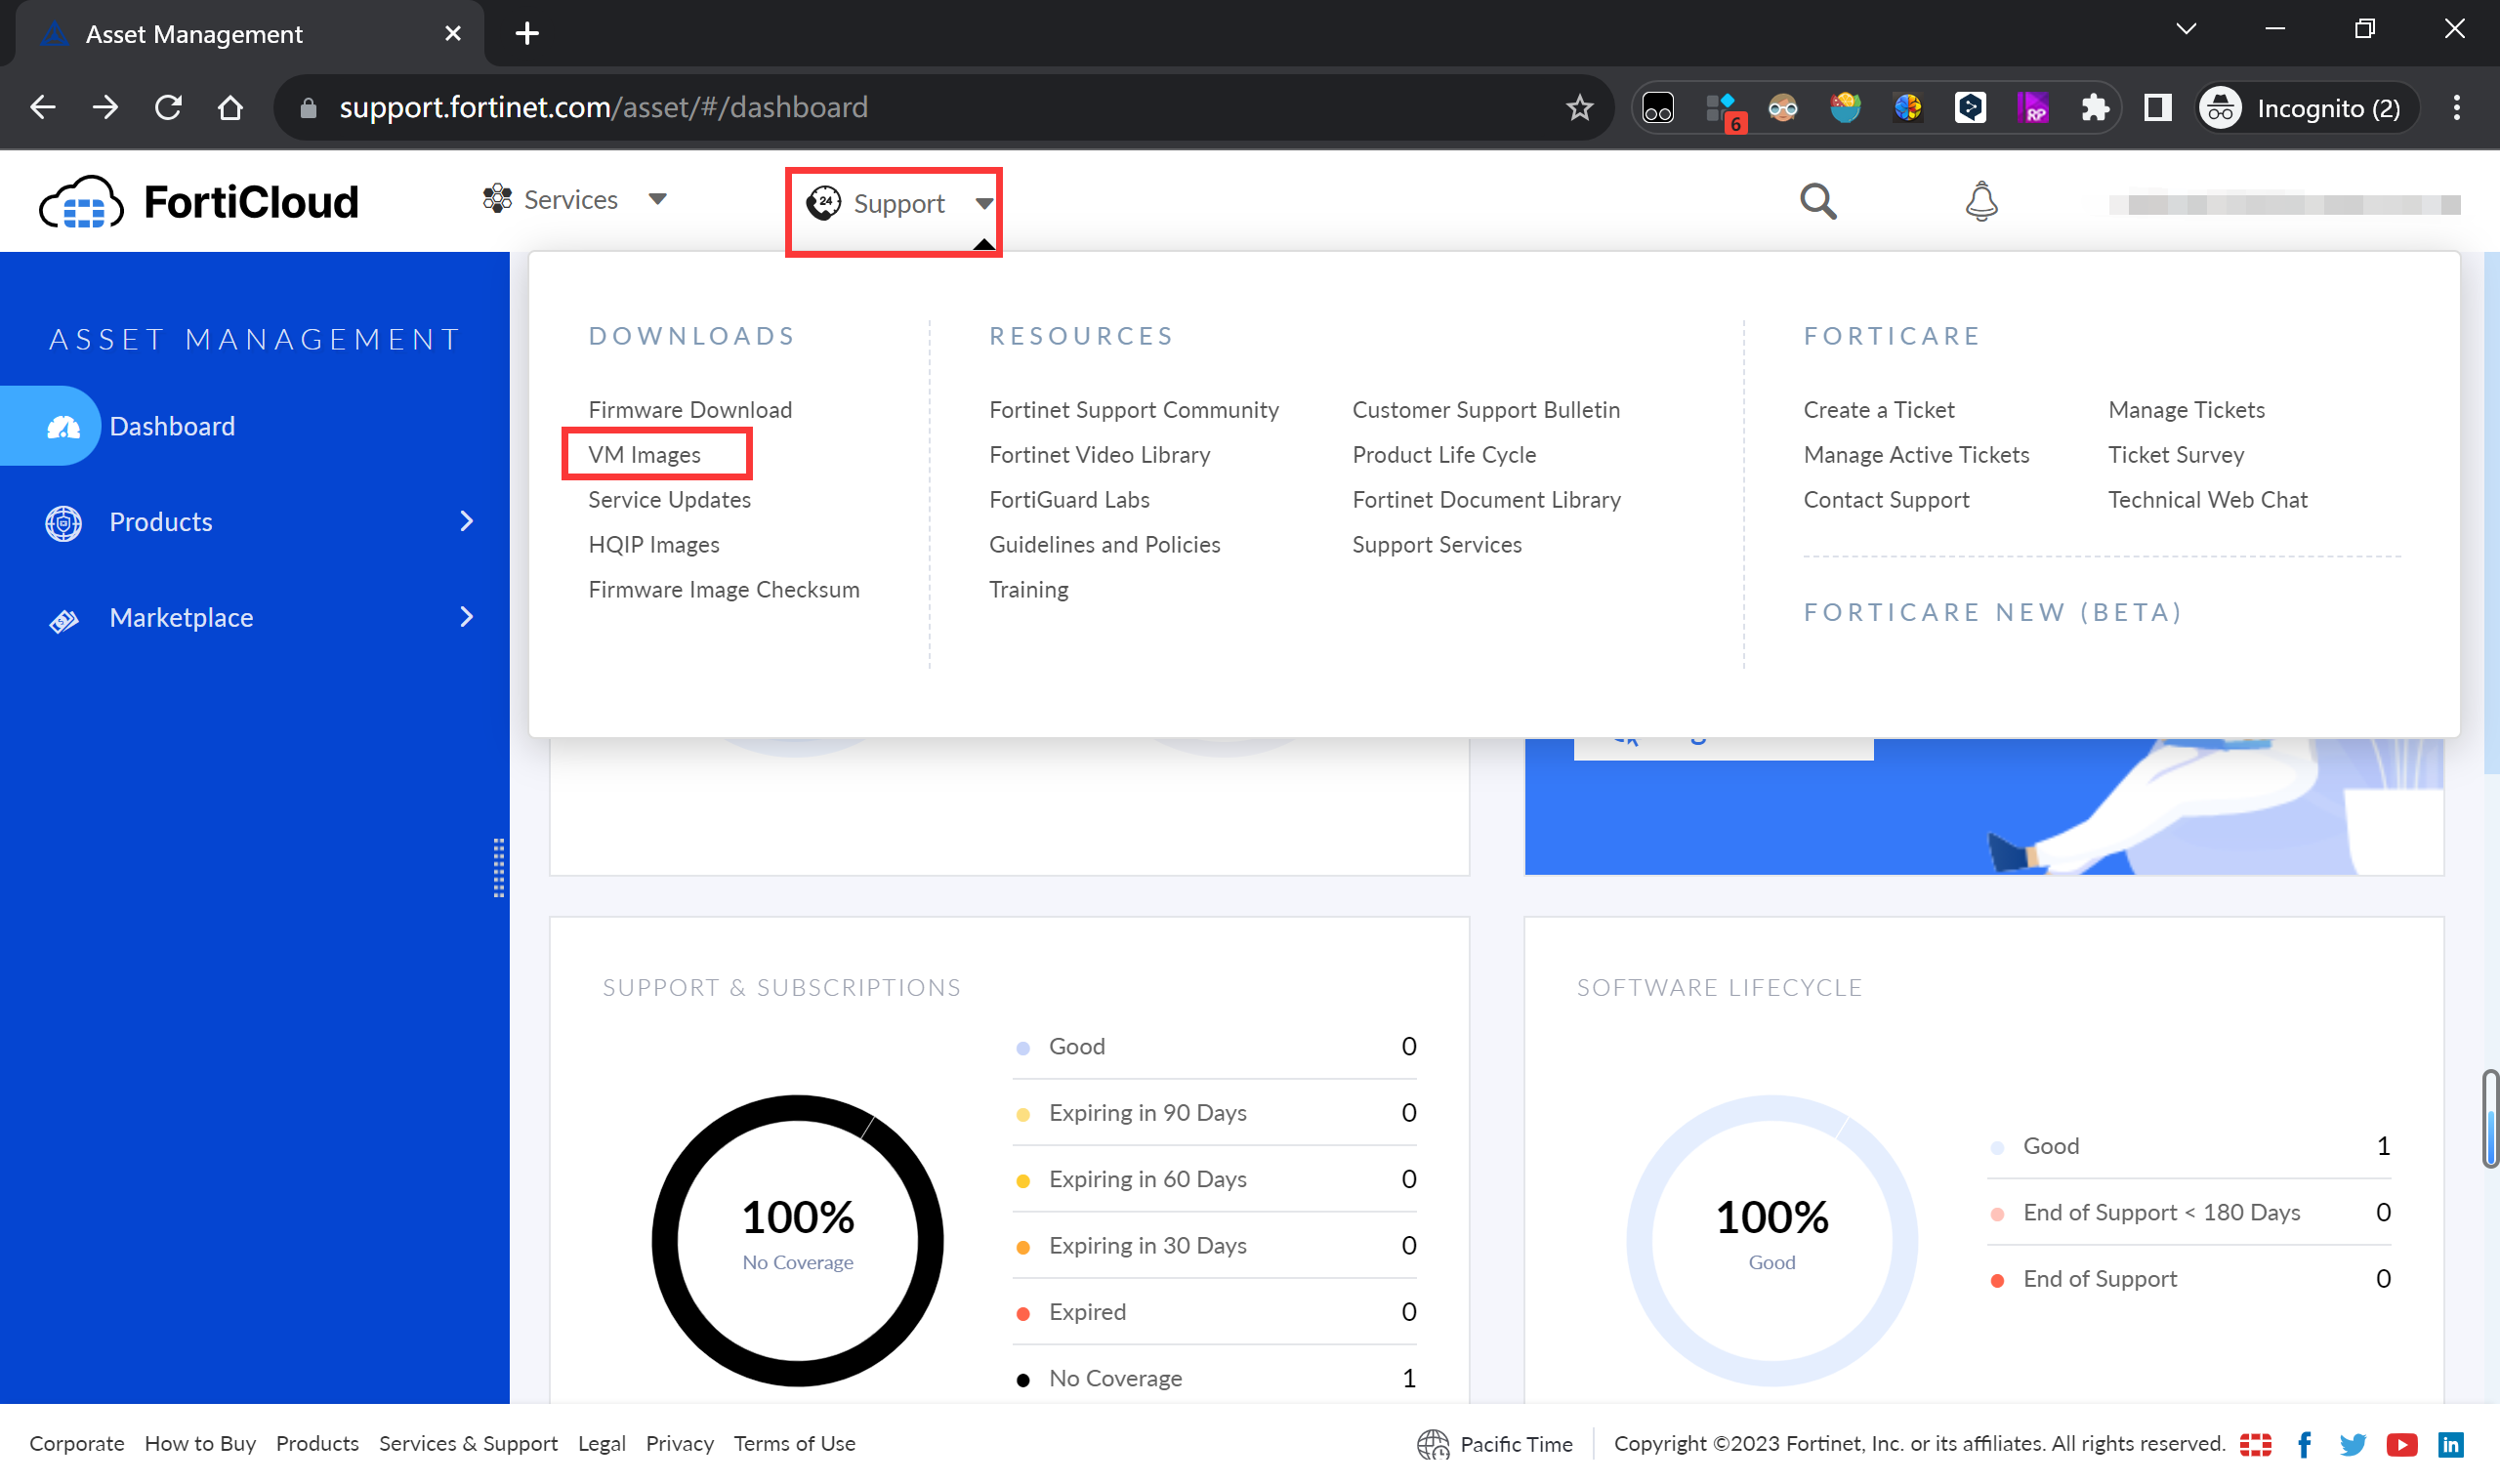 Asset Management
support.fortinet.com/asset/#/dashboard
6
RP
Incognito (2)
FortiCloud
Services
24
Support
ASSET MANAGEMENT
Dashboard
Products
Marketplace
DOWNLOADS
Firmware Download
VM Images
Service Updates
HQIP Images
Firmware Image Checksum
RESOURCES
Fortinet Support Community
Fortinet Video Library
FortiGuard Labs
Guidelines and Policies
Training
Customer Support Bulletin
Product Life Cycle
Fortinet Document Library
Support Services
FORTICARE
Create a Ticket
Manage Active Tickets
Contact Support
Manage Tickets
Ticket Survey
Technical Web Chat
FORTICARE NEW (BETA)
SUPPORT & SUBSCRIPTIONS
100%
No Coverage
Good 0
Expiring in 90 Days 0
Expiring in 60 Days 0
Expiring in 30 Days 0
Expired 0
No Coverage 1
SOFTWARE LIFECYCLE
100%
Good
Good 1
End of Support < 180 Days 0
End of Support 0
Corporate How to Buy Products Services & Support Legal Privacy Terms of Use
Pacific Time
Copyright ©2023 Fortinet, Inc. or its affiliates. All rights reserved.